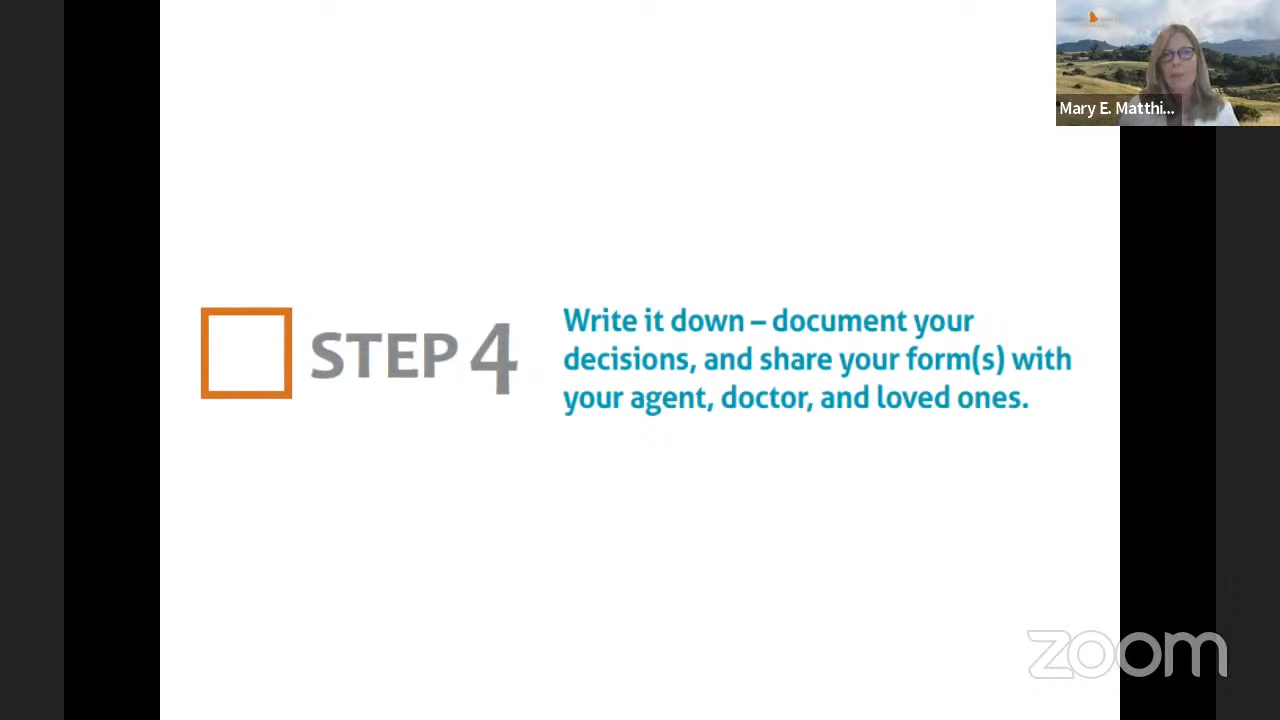 Mary E. Matthi...
STEP 4
Write it down – document your
decisions, and share your form(s) with
your agent, doctor, and loved ones.
zoom